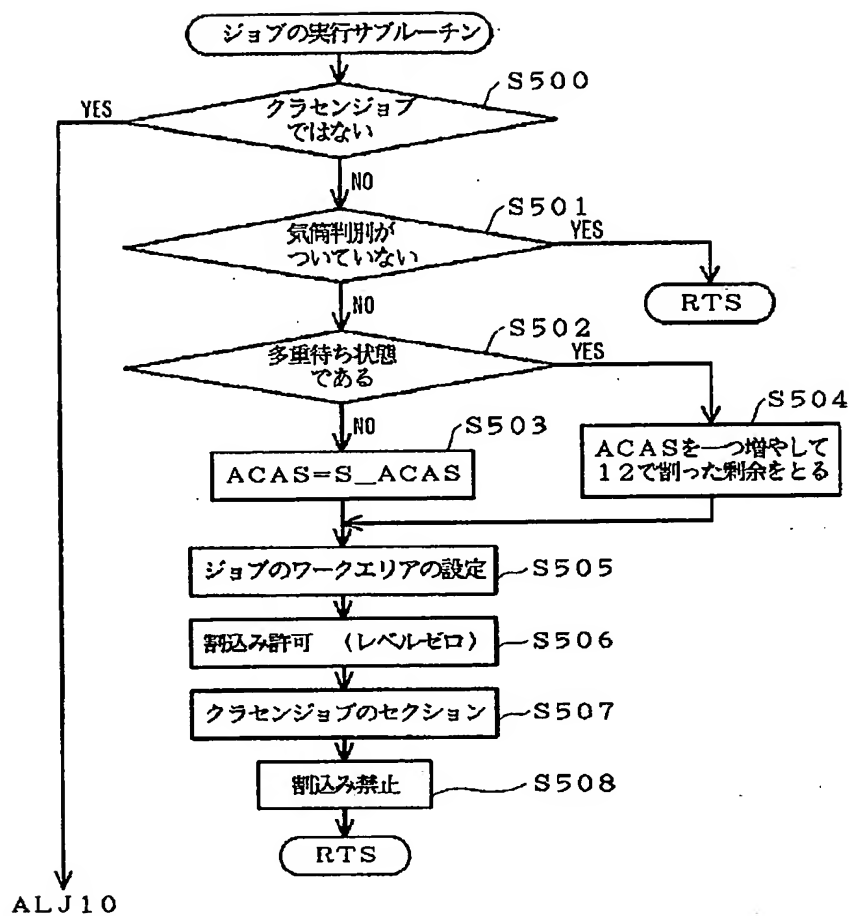 ジョブの実行サブルーチン
S500
クラセンジョブ
ではない
YES
NO
S501
気筒判別が
ついていない
YES
RTS
NO
S502
多重待ち状態
である
YES
NO
S503
ACAS=S_ACAS
S504
ACASを一つ増やして
12で割った剰余をとる
ジョブのワークエリアの設定
S505
割込み許可 (レベルゼロ)
S506
クラセンジョブのセクション
S507
割込み禁止
S508
RTS
ALJ10